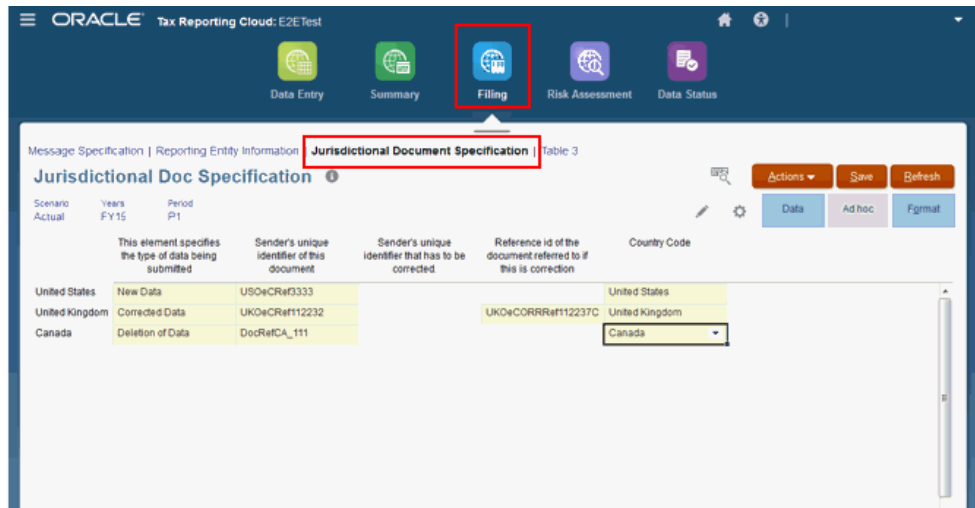 ORACLE Tax Reporting Cloud: E2ETest
Data Entry Summary Filing Risk Assessment Data Status
Message Specification | Reporting Entity Information | Jurisdictional Document Specification | Table 3
Jurisdictional Doc Specification
Actions Save Refresh
Scenario Years Period
Actual FY15 P1
Data Ad hoc Format
This element specifies the type of data being submitted
Sender's unique identifier of this document
Sender's unique identifier that has to be corrected.
Reference id of the document referred to if this is correction
Country Code
United States New Data USOeCRef3333 United States
United Kingdom Corrected Data UKOeCRef112232 UKOeCORRRef112237C United Kingdom
Canada Deletion of Data DocRefCA_111 Canada